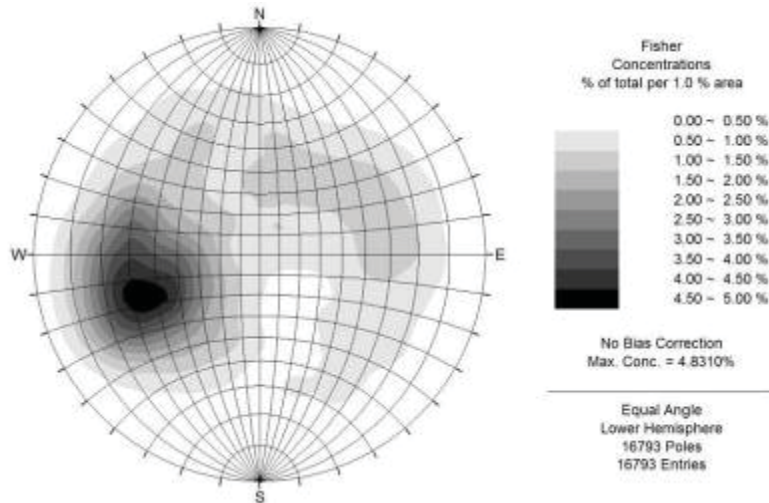 N
W
E
S
Fisher
Concentrations
% of total per 1.0 % area
0.00 ~ 0.50 %
0.50 ~ 1.00 %
1.00 ~ 1.50 %
1.50 ~ 2.00 %
2.00 ~ 2.50 %
2.50 ~ 3.00 %
3.00 ~ 3.50 %
3.50 ~ 4.00 %
4.00 ~ 4.50 %
4.50 ~ 5.00 %
No Bias Correction
Max. Conc. = 4.8310%
Equal Angle
Lower Hemisphere
16793 Poles
16793 Entries